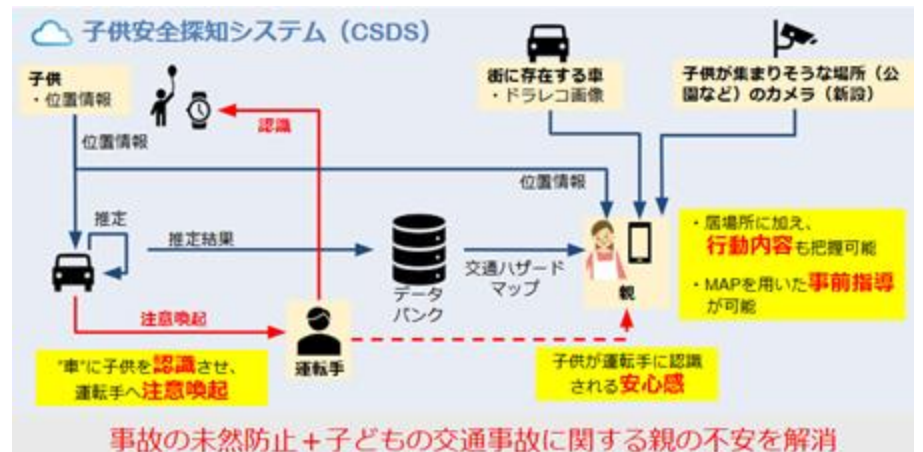 子供安全探知システム（CSDS）
子供
・位置情報
認識
街に存在する車
・ドラレコ画像
子供が集まりそうな場所（公
園など）のカメラ（新設）
位置情報
位置情報
推定
推定結果
データ
バンク
交通ハザード
マップ
親
・居場所に加え、
行動内容も把握可能
・MAPを用いた事前指導
が可能
注意喚起
運転手
"車"に子供を認識させ、
運転手へ注意喚起
子供が運転手に認識
される安心感
事故の未然防止＋子どもの交通事故に関する親の不安を解消